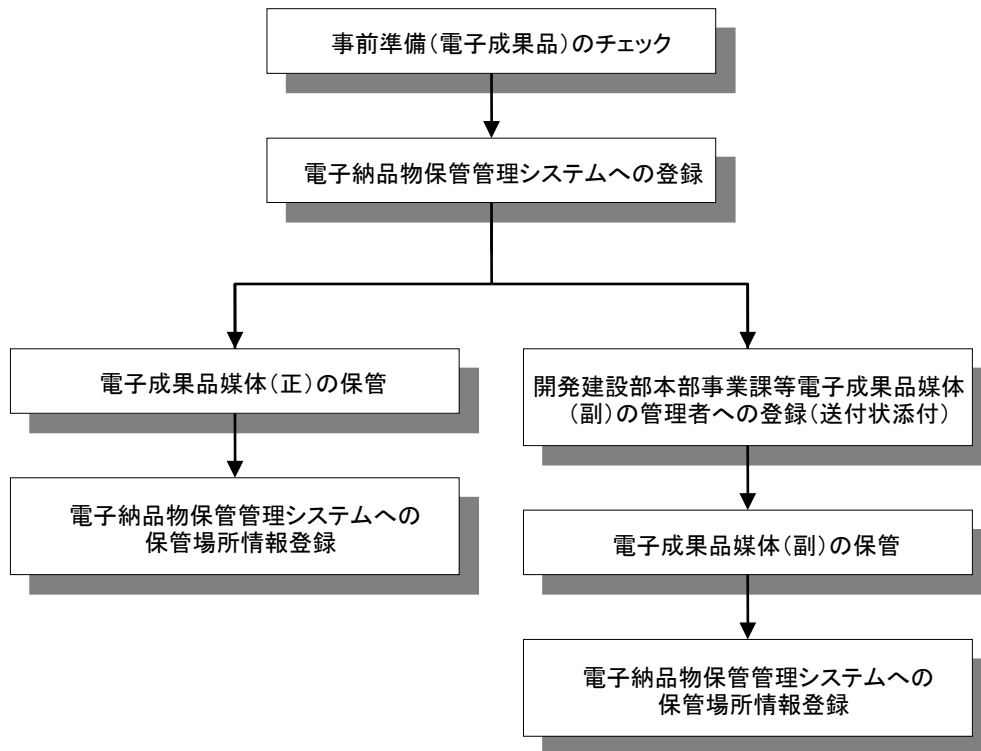 事前準備(電子成果品)のチェック
電子納品物保管管理システムへの登録
電子成果品媒体(正)の保管
電子納品物保管管理システムへの
保管場所情報登録
開発建設部本部事業課等電子成果品媒体
(副)の管理者への登録(送付状添付)
電子成果品媒体(副)の保管
電子納品物保管管理システムへの
保管場所情報登録